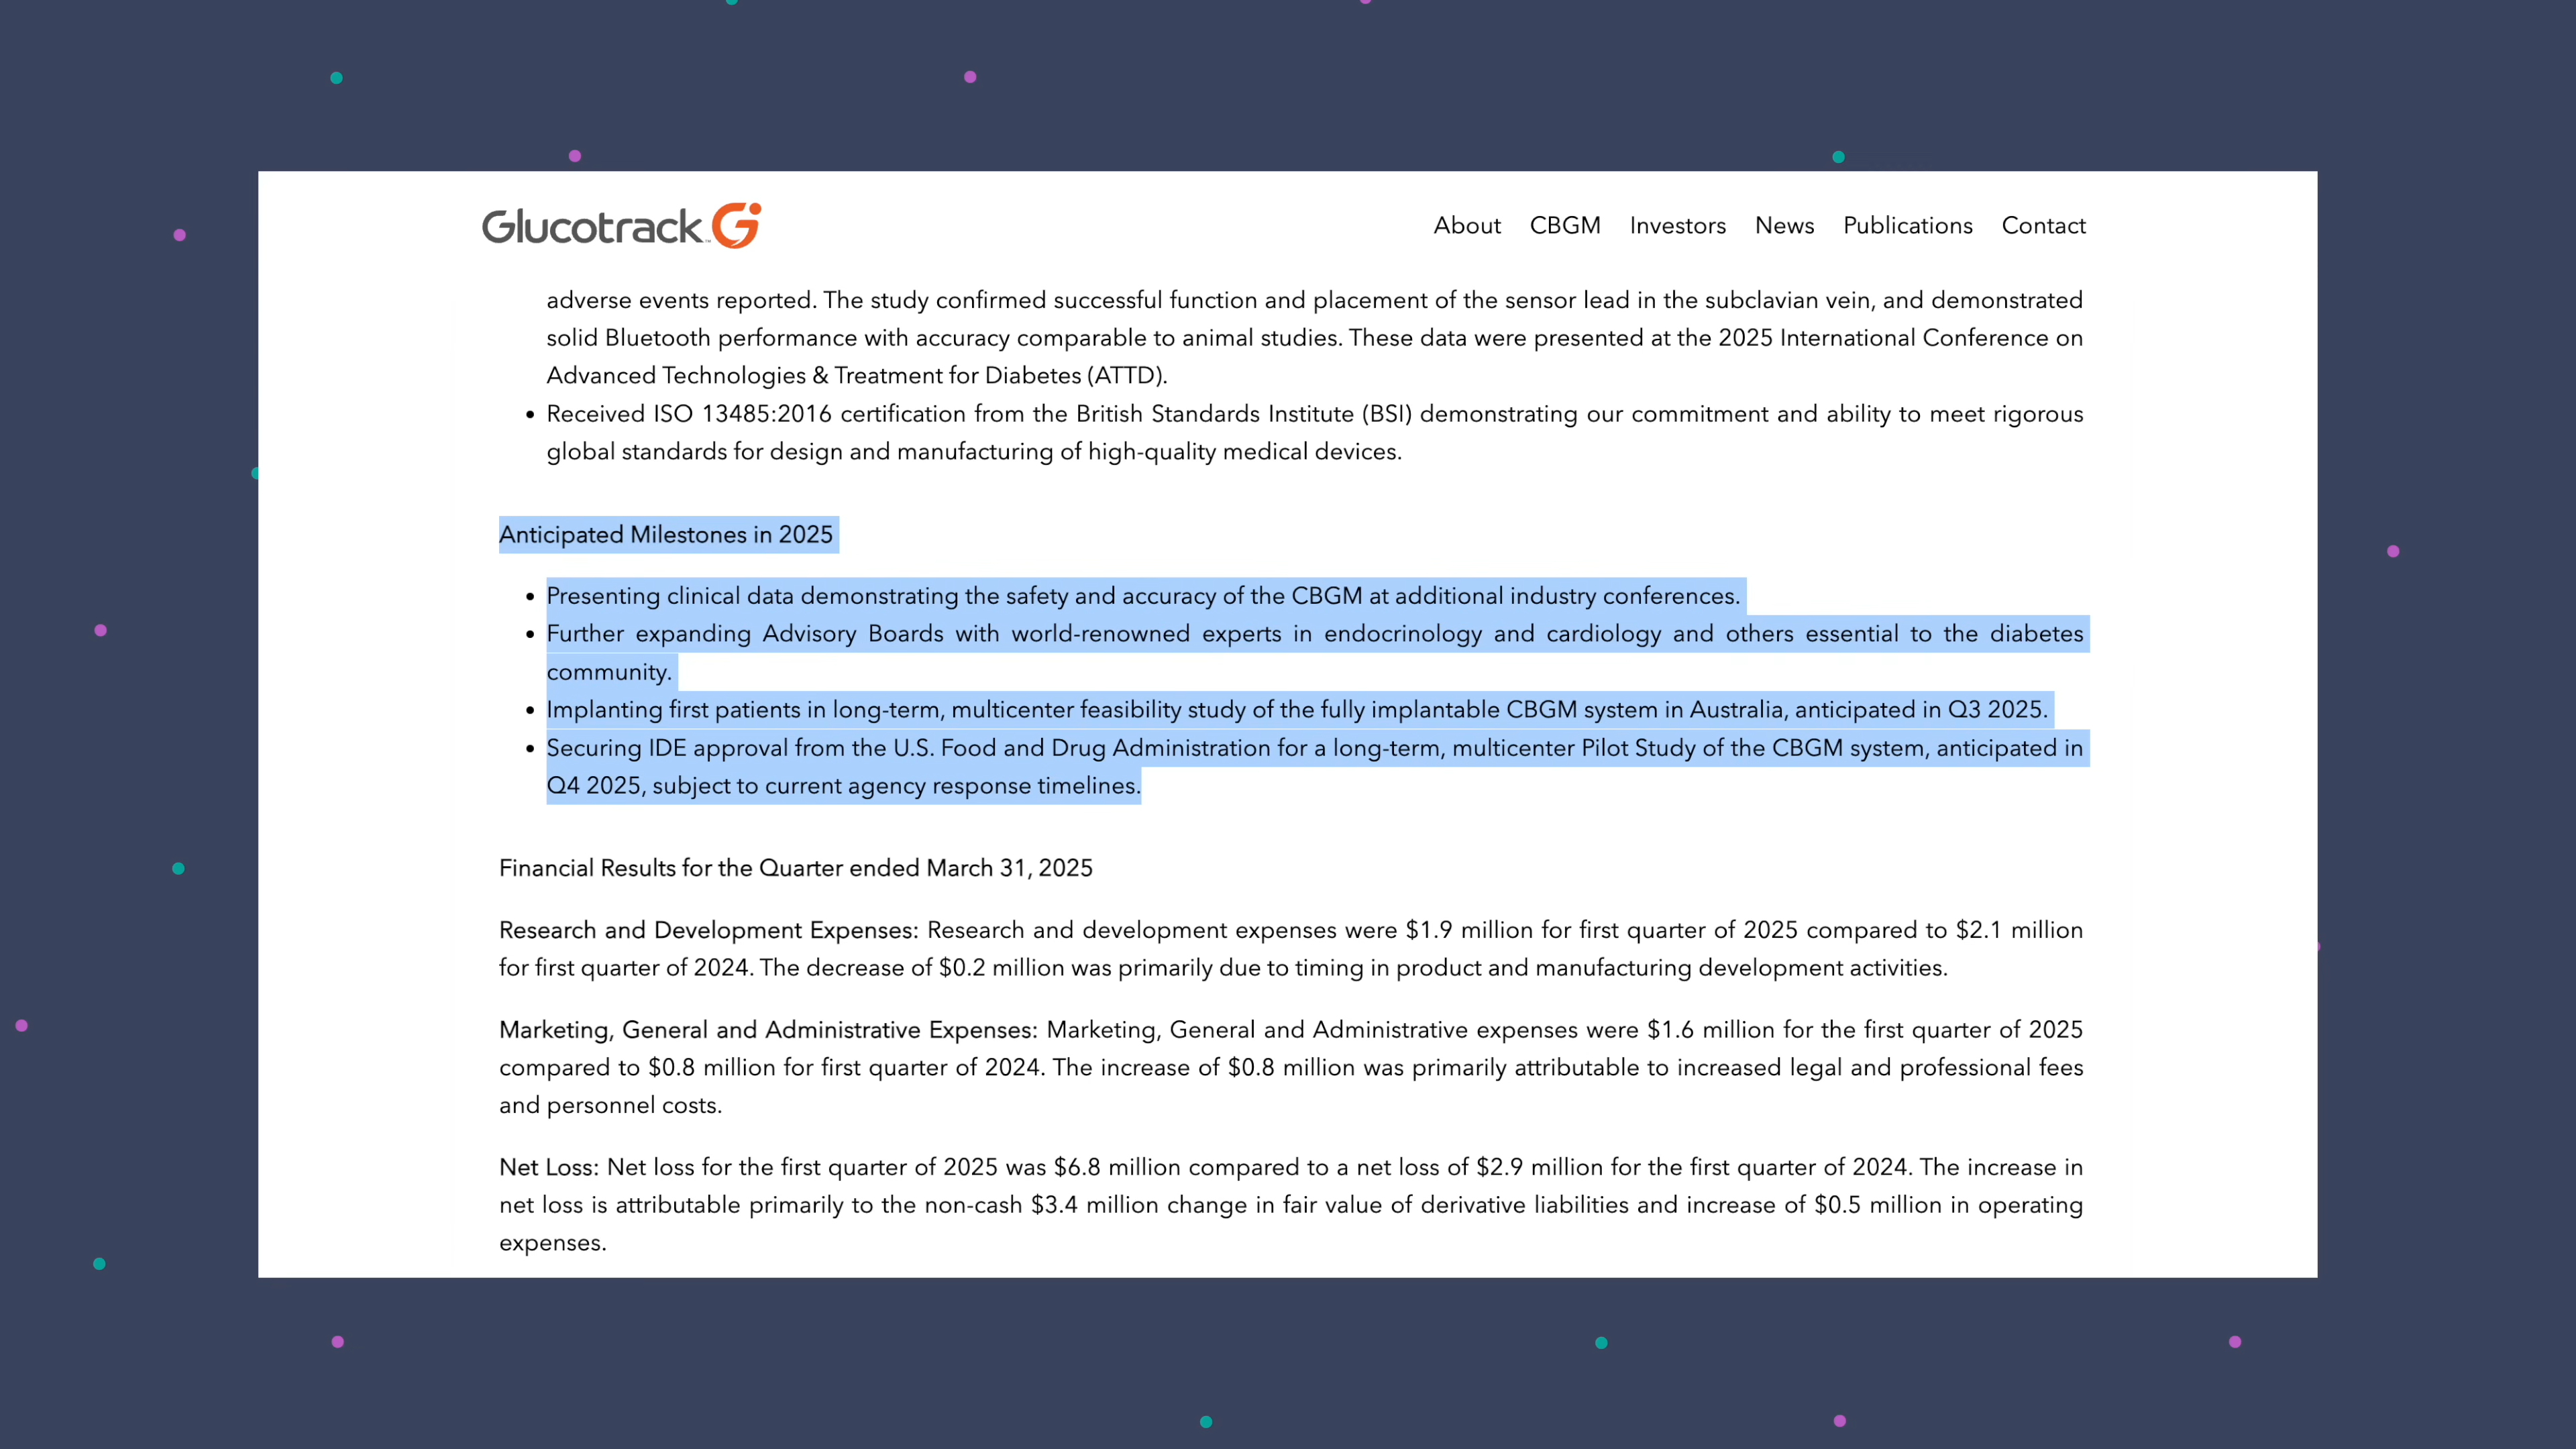 Glucotrack™
About CBGM Investors News Publications Contact
adverse events reported. The study confirmed successful function and placement of the sensor lead in the subclavian vein, and demonstrated
solid Bluetooth performance with accuracy comparable to animal studies. These data were presented at the 2025 International Conference on
Advanced Technologies & Treatment for Diabetes (ATTD).
• Received ISO 13485:2016 certification from the British Standards Institute (BSI) demonstrating our commitment and ability to meet rigorous
global standards for design and manufacturing of high-quality medical devices.
Anticipated Milestones in 2025
• Presenting clinical data demonstrating the safety and accuracy of the CBGM at additional industry conferences.
• Further expanding Advisory Boards with world-renowned experts in endocrinology and cardiology and others essential to the diabetes
community.
• Implanting first patients in long-term, multicenter feasibility study of the fully implantable CBGM system in Australia, anticipated in Q3 2025.
• Securing IDE approval from the U.S. Food and Drug Administration for a long-term, multicenter Pilot Study of the CBGM system, anticipated in
Q4 2025, subject to current agency response timelines.
Financial Results for the Quarter ended March 31, 2025
Research and Development Expenses: Research and development expenses were $1.9 million for first quarter of 2025 compared to $2.1 million
for first quarter of 2024. The decrease of $0.2 million was primarily due to timing in product and manufacturing development activities.
Marketing, General and Administrative Expenses: Marketing, General and Administrative expenses were $1.6 million for the first quarter of 2025
compared to $0.8 million for first quarter of 2024. The increase of $0.8 million was primarily attributable to increased legal and professional fees
and personnel costs.
Net Loss: Net loss for the first quarter of 2025 was $6.8 million compared to a net loss of $2.9 million for the first quarter of 2024. The increase in
net loss is attributable primarily to the non-cash $3.4 million change in fair value of derivative liabilities and increase of $0.5 million in operating
expenses.